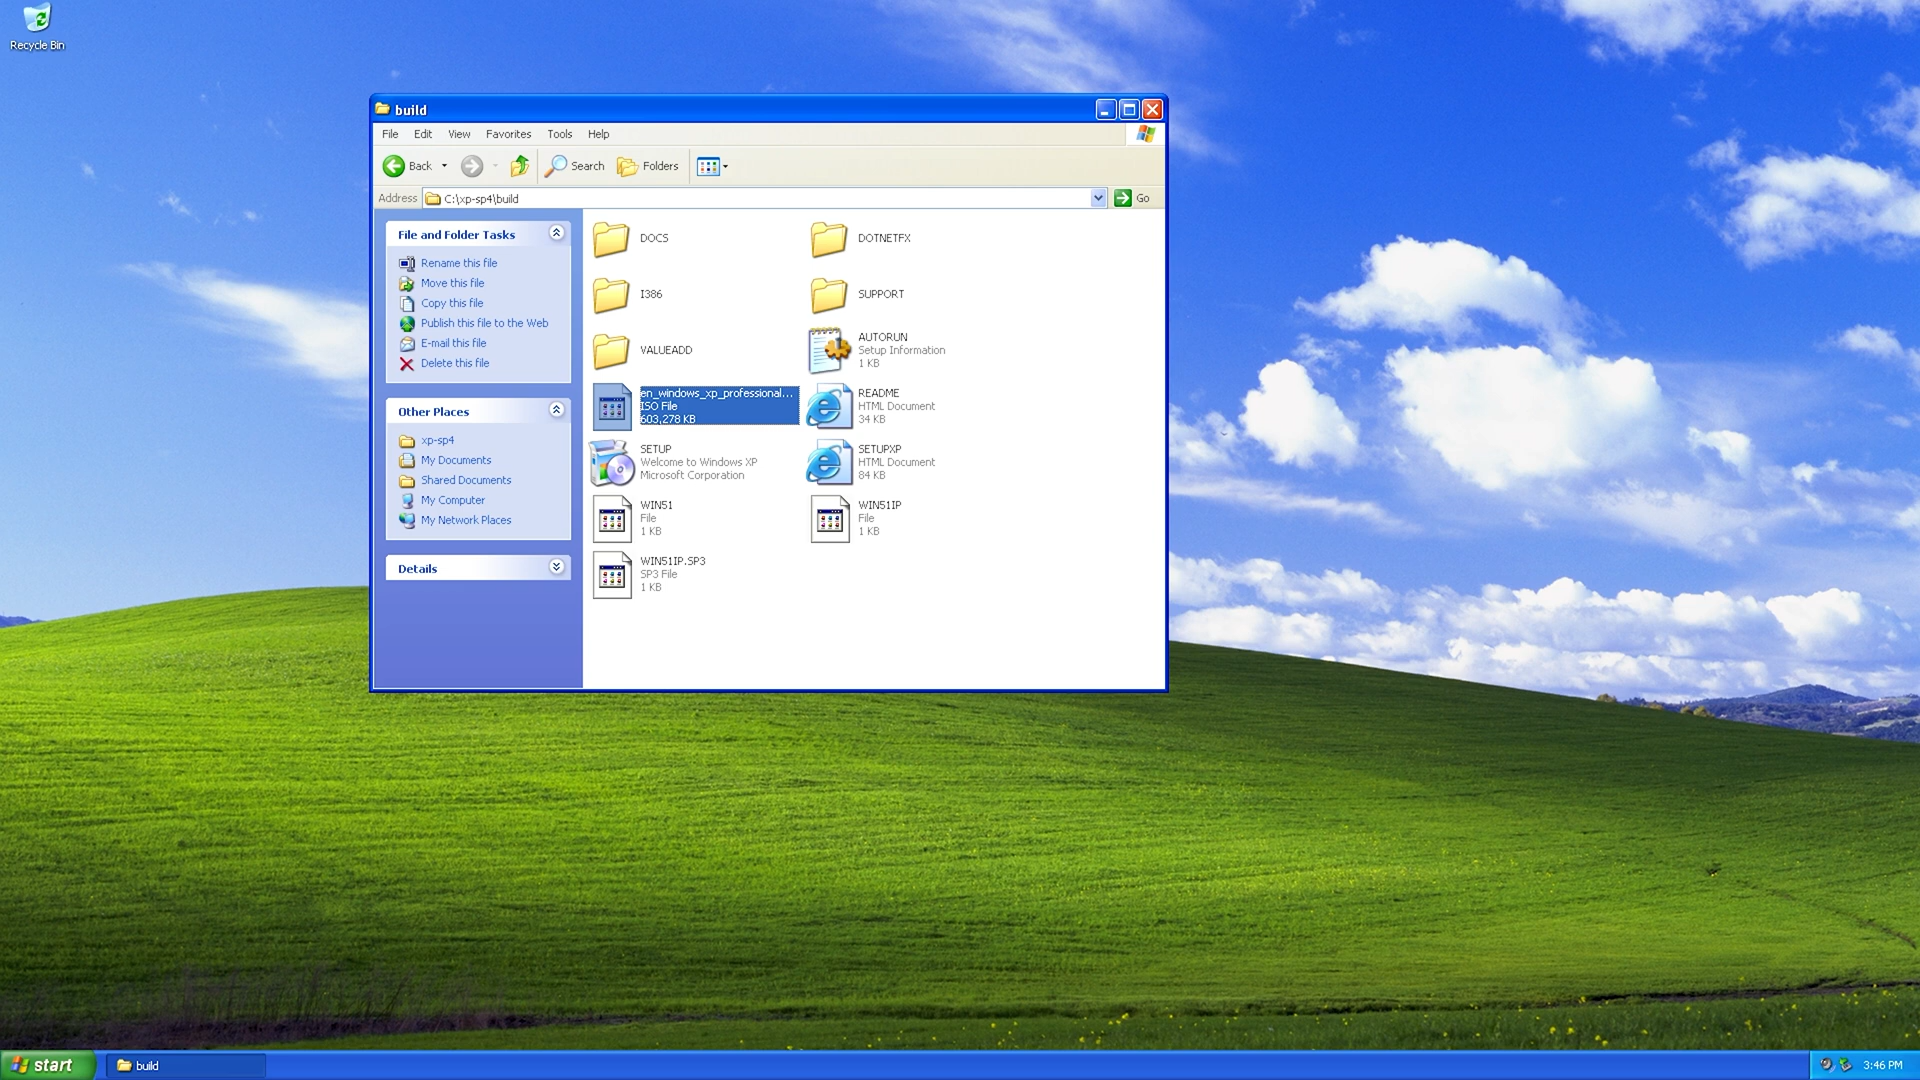 Recycle Bin
build
File Edit View Favorites Tools Help
Back Search Folders
Address C:\xp-sp4\build Go
File and Folder Tasks
Rename this file
Move this file
Copy this file
Publish this file to the Web
E-mail this file
Delete this file
Other Places
xp-sp4
My Documents
Shared Documents
My Computer
My Network Places
Details
DOCS
DOTNETFX
I386
SUPPORT
VALUEADD
AUTORUN
Setup Information
1 KB
en_windows_xp_professional...
ISO File
603,278 KB
README
HTML Document
34 KB
SETUP
Welcome to Windows XP
Microsoft Corporation
SETUPXP
HTML Document
84 KB
WIN51
File
1 KB
WIN51IP
File
1 KB
WIN51IP.SP3
SP3 File
1 KB
start
build
3:46 PM